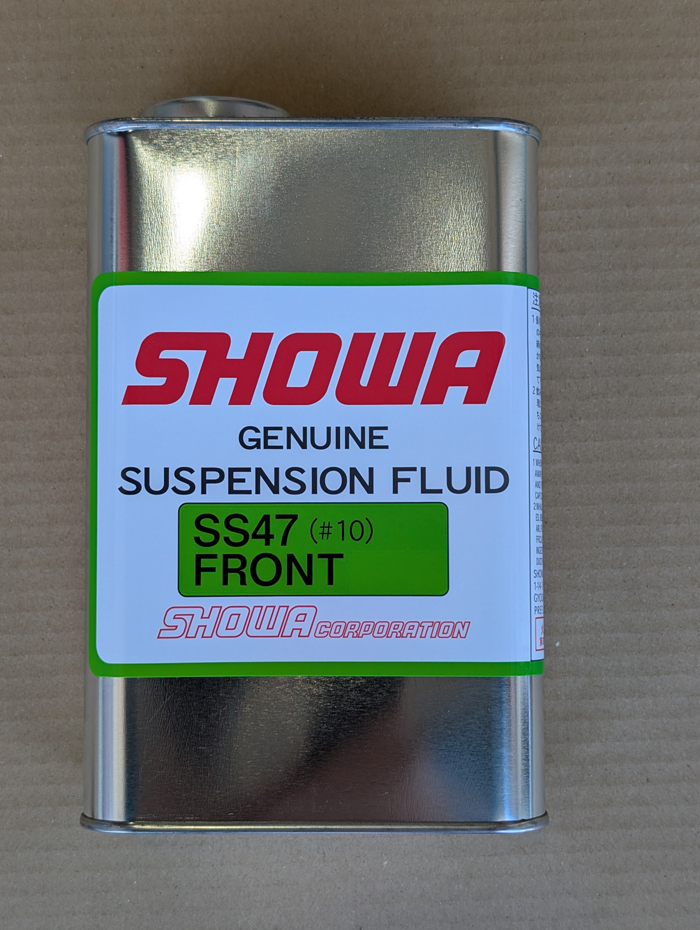 SHOWA
GENUINE
SUSPENSION FLUID
SS47 (#10)
FRONT
SHOWA CORPORATION